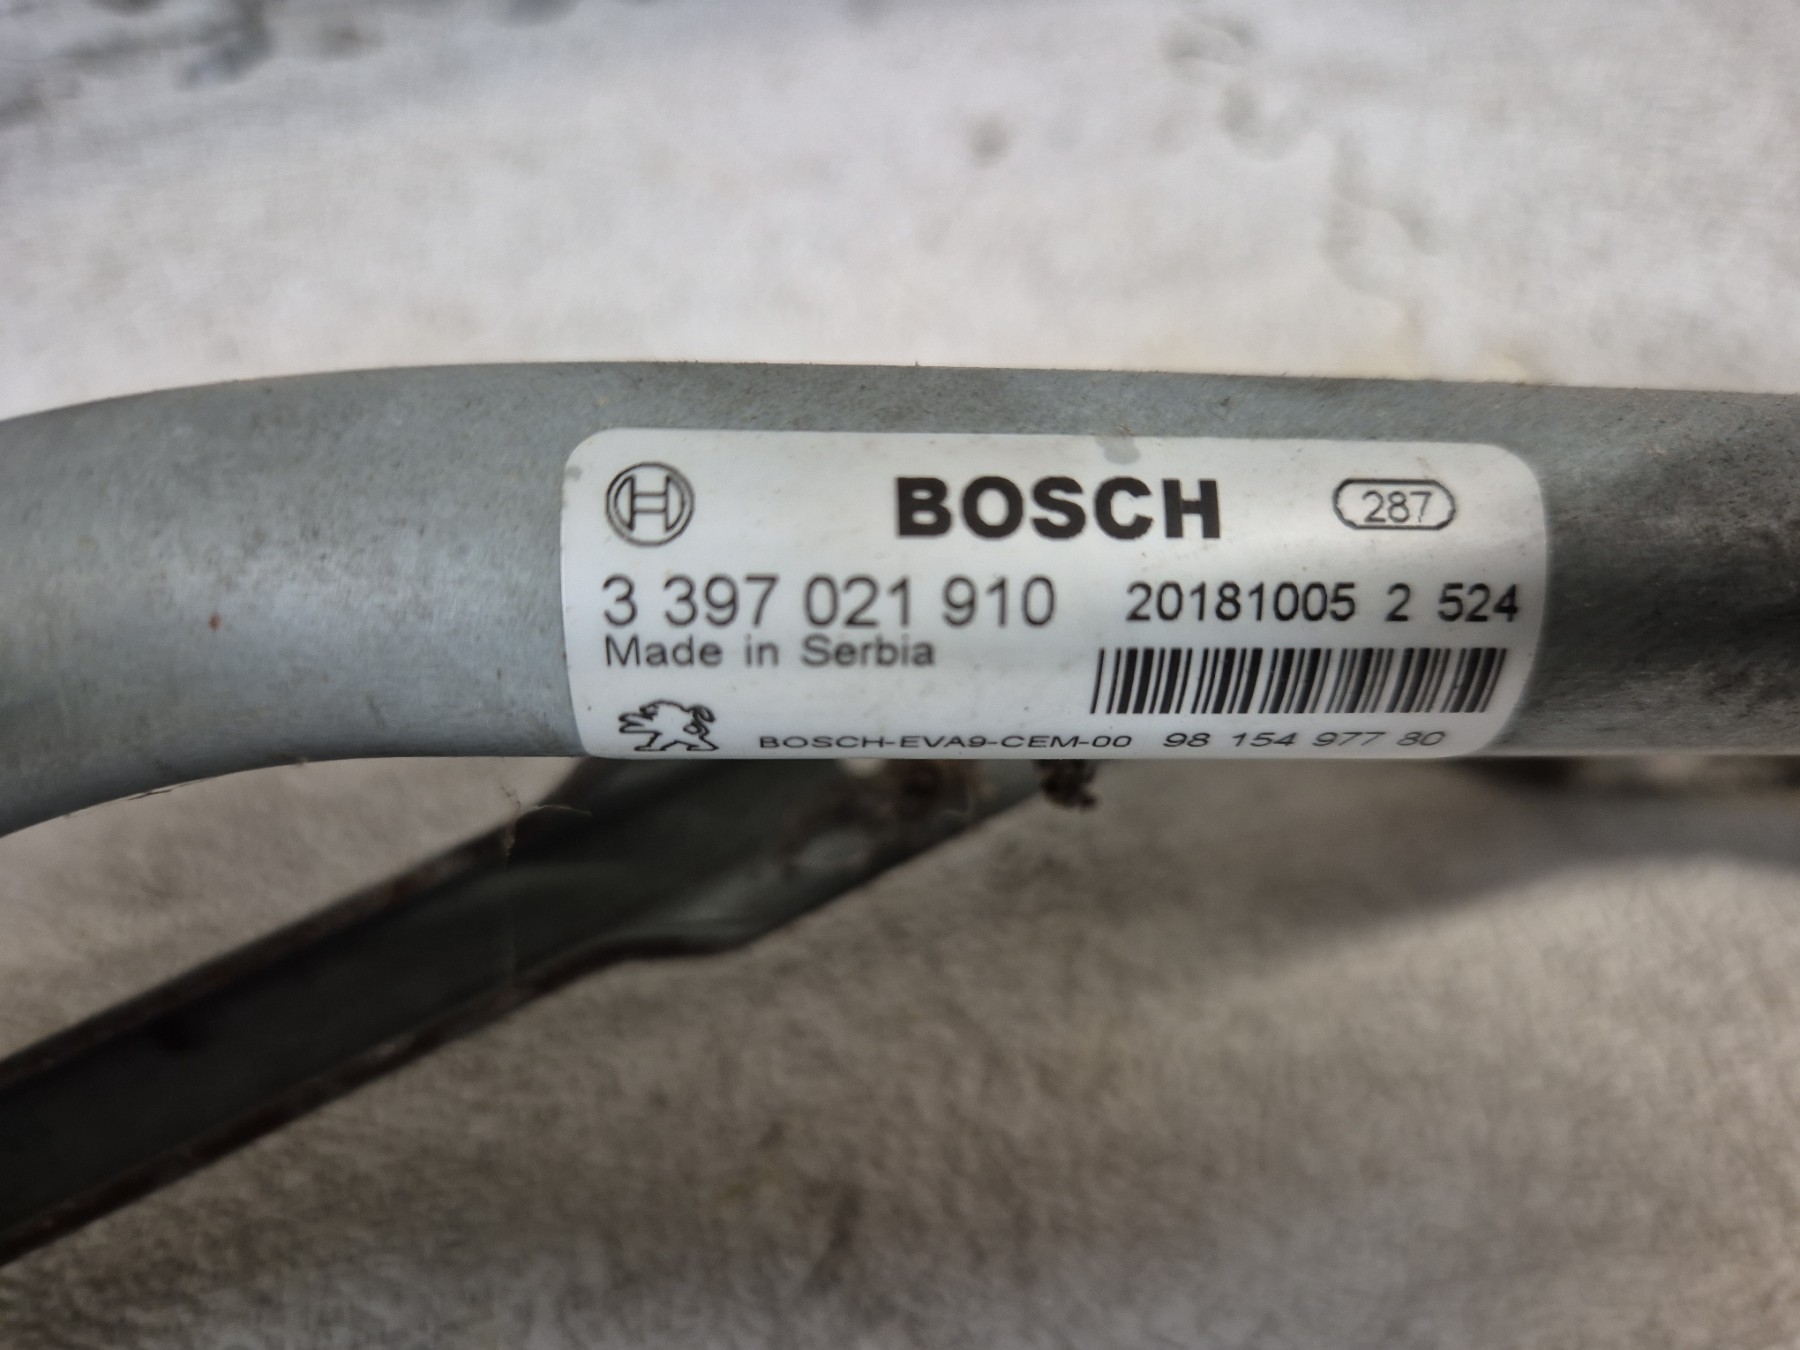 BOSCH 287
3 397 021 910 20181005 2 524
Made in Serbia
BOSCH-EVA9-CEM-00 98 154 977 80